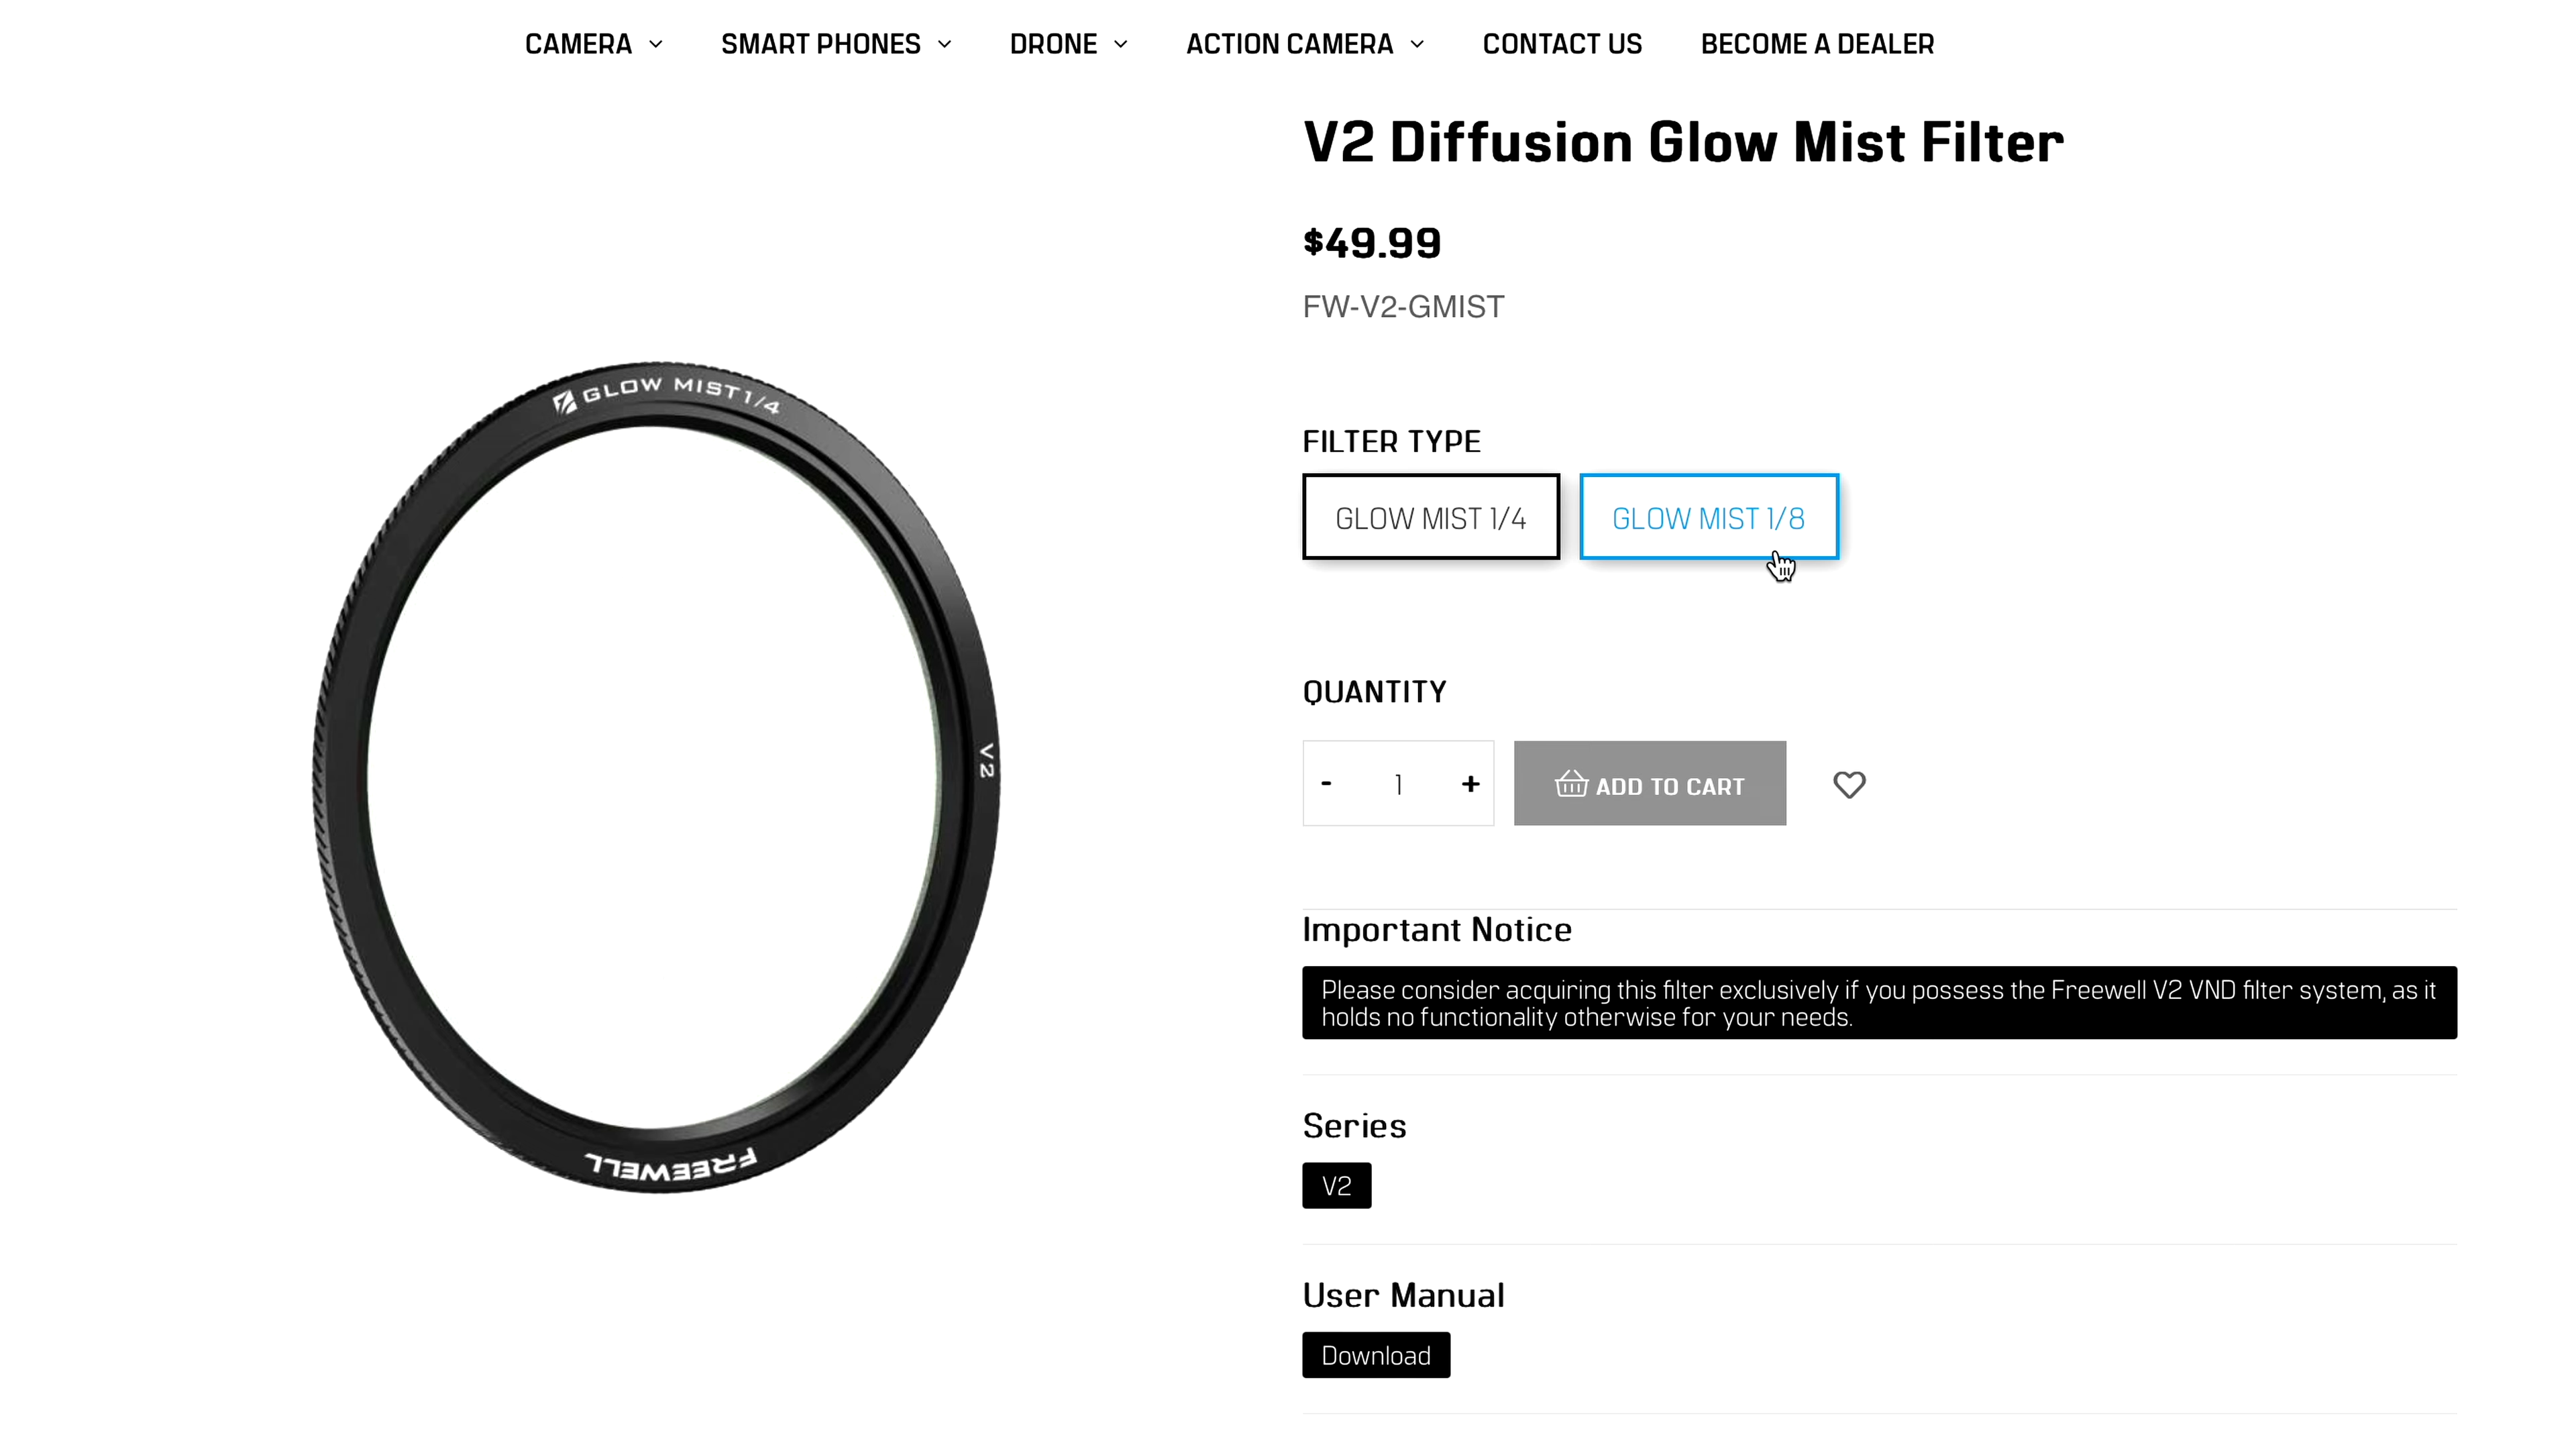 CAMERA
SMART PHONES
DRONE
ACTION CAMERA
CONTACT US
BECOME A DEALER
V2 Diffusion Glow Mist Filter
$49.99
FW-V2-GMIST
FILTER TYPE
GLOW MIST 1/4
GLOW MIST 1/8
QUANTITY
- 1 +
ADD TO CART
Important Notice
Please consider acquiring this filter exclusively if you possess the Freewell V2 VND filter system, as it
holds no functionality otherwise for your needs.
Series
V2
User Manual
Download
GLOW MIST 1/4
V2
FREEWELL